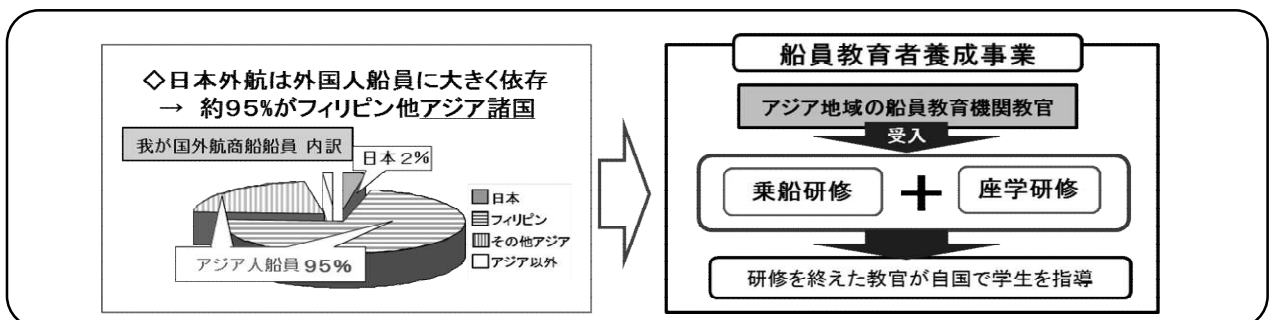 ◇日本外航は外国人船員に大きく依存
→ 約95%がフィリピン他アジア諸国
我が国外航商船船員 内訳
日本2%
日本
フィリピン
その他アジア
アジア以外
アジア人船員95%
船員教育者養成事業
アジア地域の船員教育機関教官
受入
乗船研修
+
座学研修
研修を終えた教官が自国で学生を指導